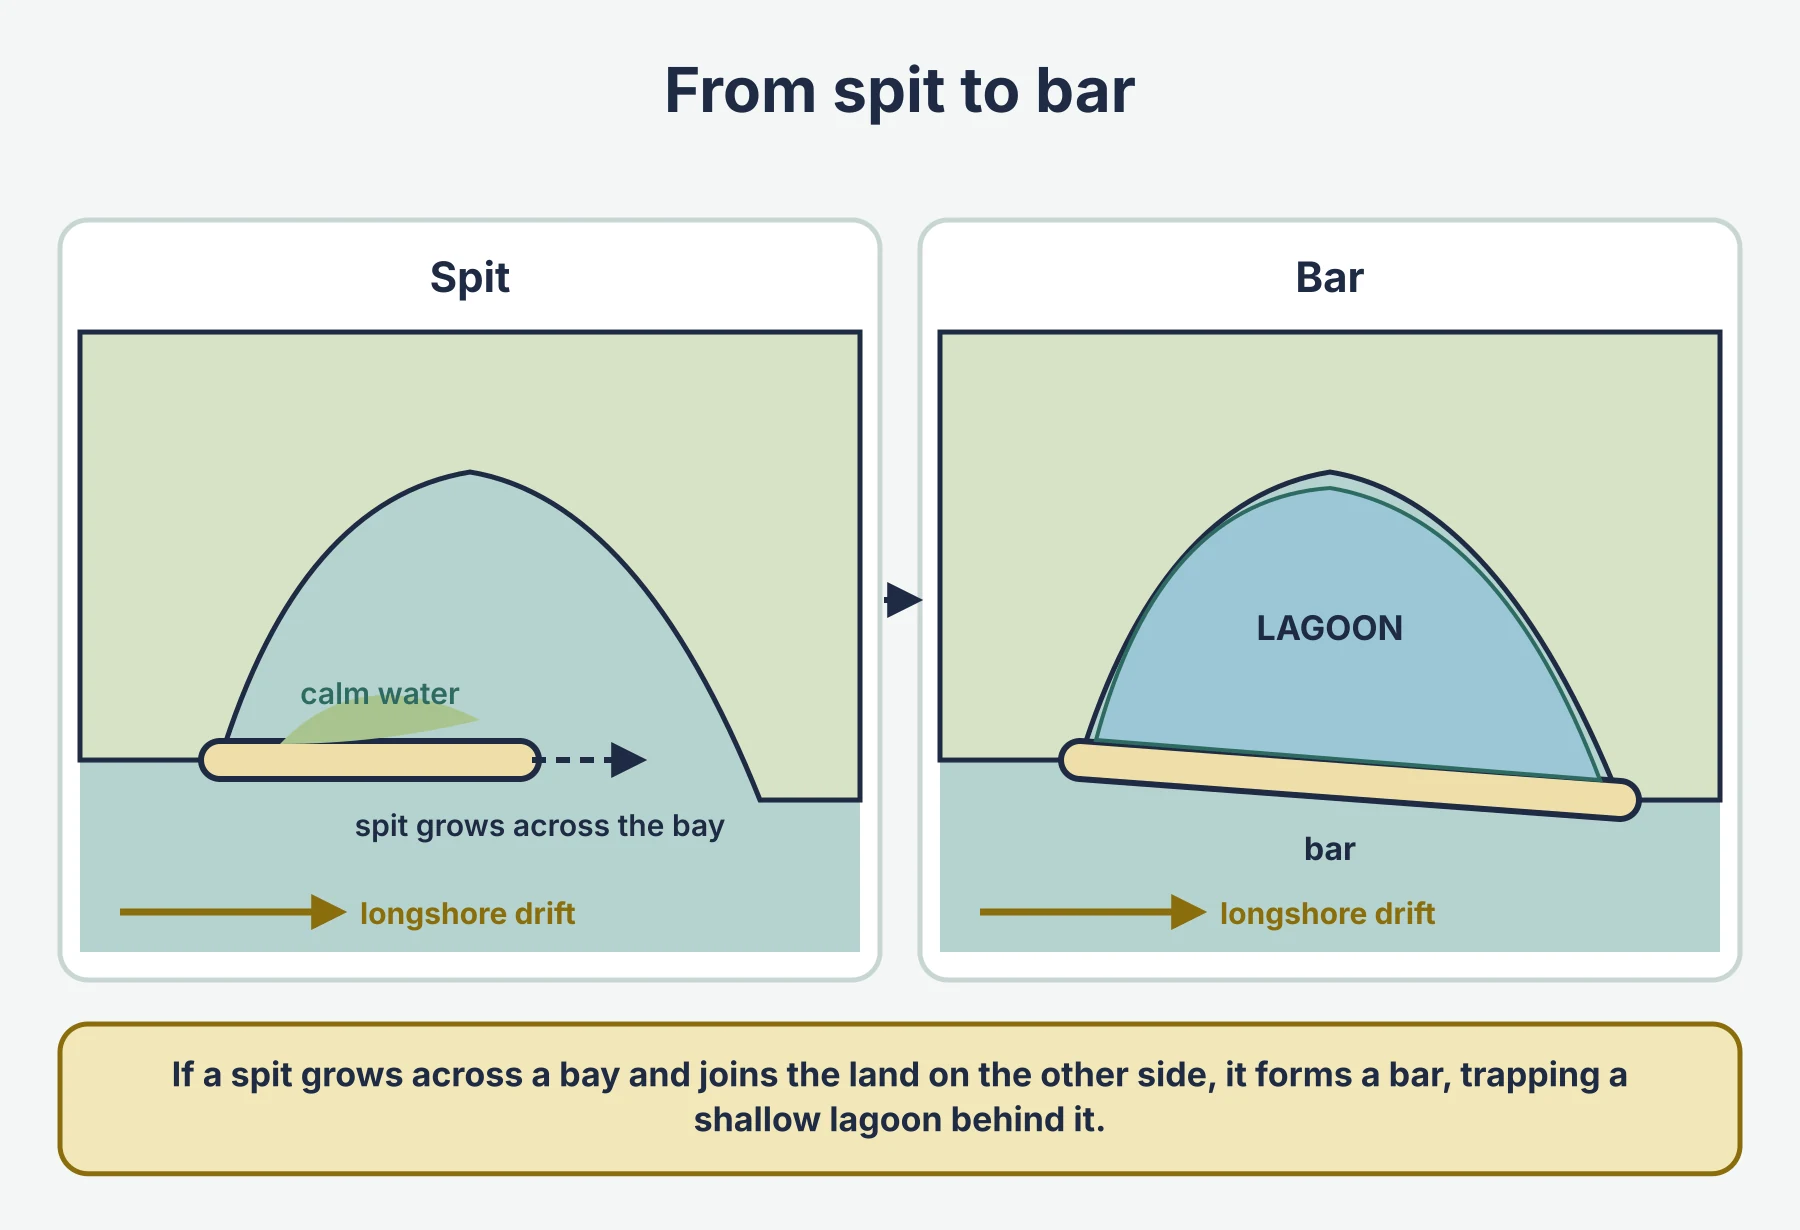 From spit to bar
Spit
calm water
spit grows across the bay
longshore drift
Bar
LAGOON
bar
longshore drift
If a spit grows across a bay and joins the land on the other side, it forms a bar, trapping a
shallow lagoon behind it.